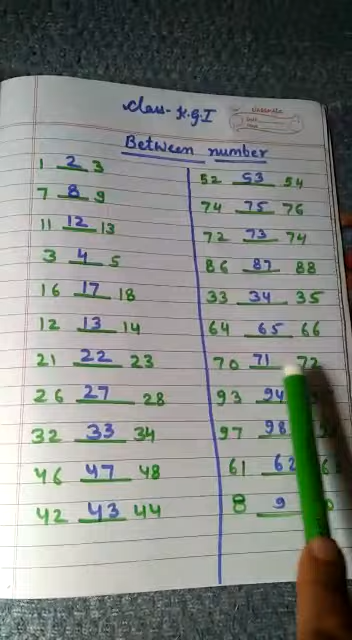 Class - K.G.I
Between number
1 2 3
7 8 9
11 12 13
3 4 5
16 17 18
12 13 14
21 22 23
26 27 28
32 33 34
46 47 48
42 43 44
52 53 54
74 75 76
72 73 74
86 87 88
33 34 35
64 65 66
70 71 72
93 94
97 98
61 62
8 9